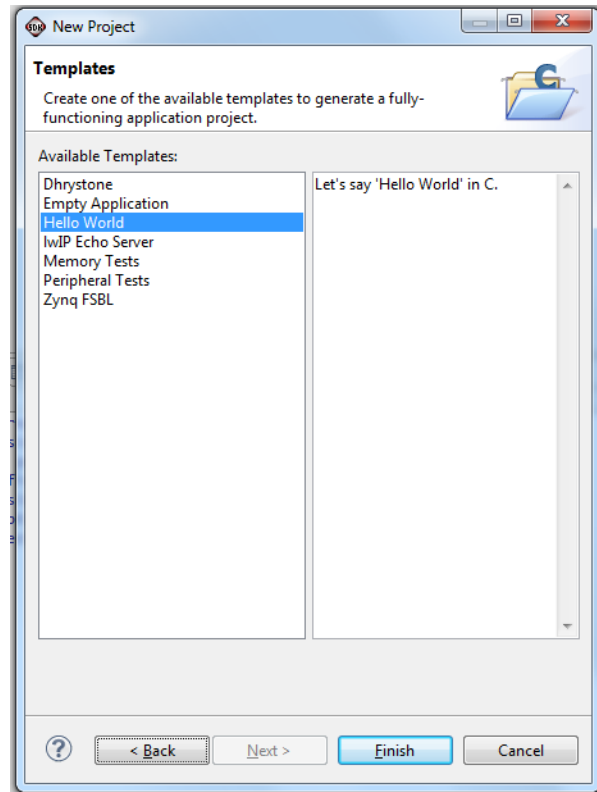 New Project
Templates
Create one of the available templates to generate a fully-
functioning application project.
Available Templates:
Dhrystone
Empty Application
Hello World
lwIP Echo Server
Memory Tests
Peripheral Tests
Zynq FSBL
Let's say 'Hello World' in C.
< Back
Next >
Finish
Cancel